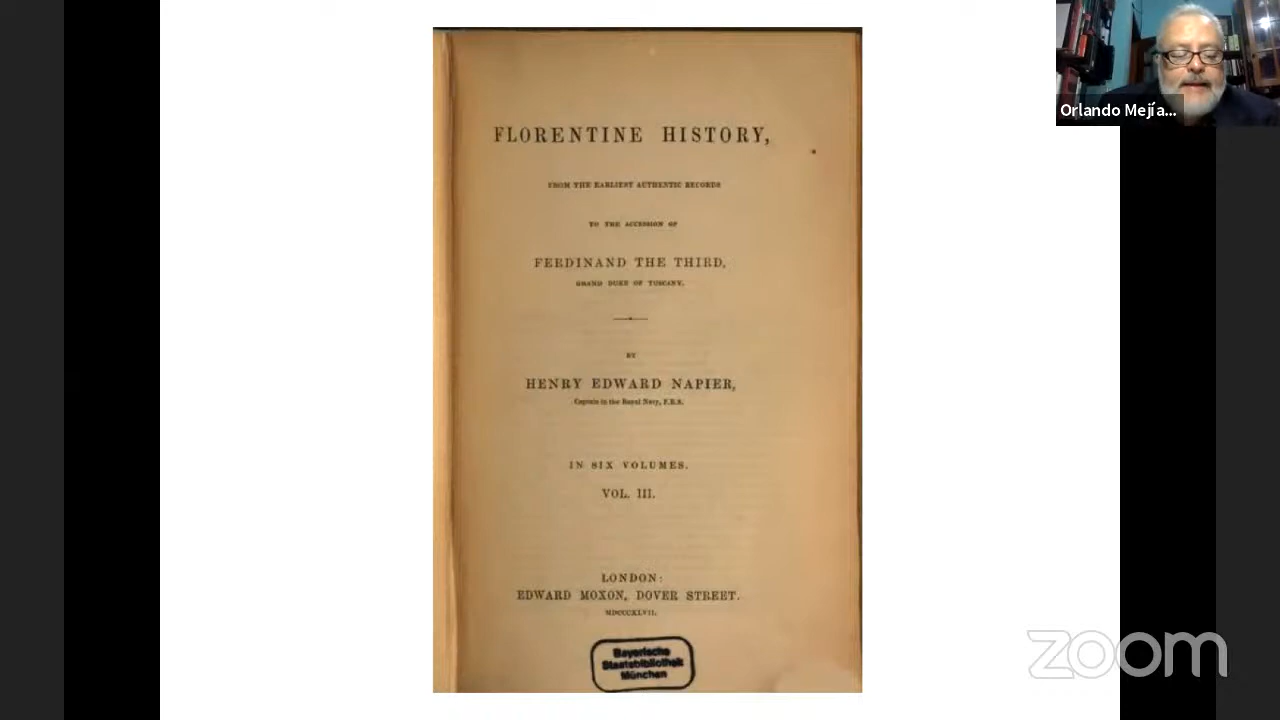 FLORENTINE HISTORY,
FROM THE EARLIEST AUTHENTIC RECORDS
TO THE ACCESSION OF
FERDINAND THE THIRD,
GRAND DUKE OF TUSCANY.
BY
HENRY EDWARD NAPIER,
Captain in the Royal Navy, F.R.S.
IN SIX VOLUMES.
VOL. III.
LONDON:
EDWARD MOXON, DOVER STREET.
MDCCCXLVII.
Bayerische
Staatsbibliothek
München
Orlando Mejía...
zoom